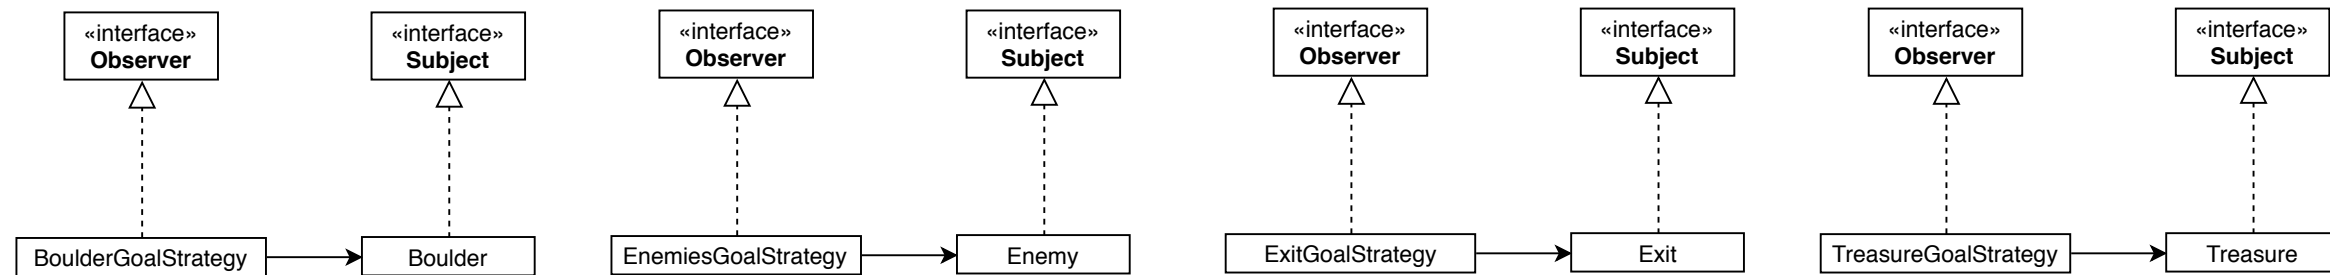 «interface»
Observer
«interface»
Subject
«interface»
Observer
«interface»
Subject
«interface»
Observer
«interface»
Subject
«interface»
Observer
«interface»
Subject
BoulderGoalStrategy
Boulder
EnemiesGoalStrategy
Enemy
ExitGoalStrategy
Exit
TreasureGoalStrategy
Treasure